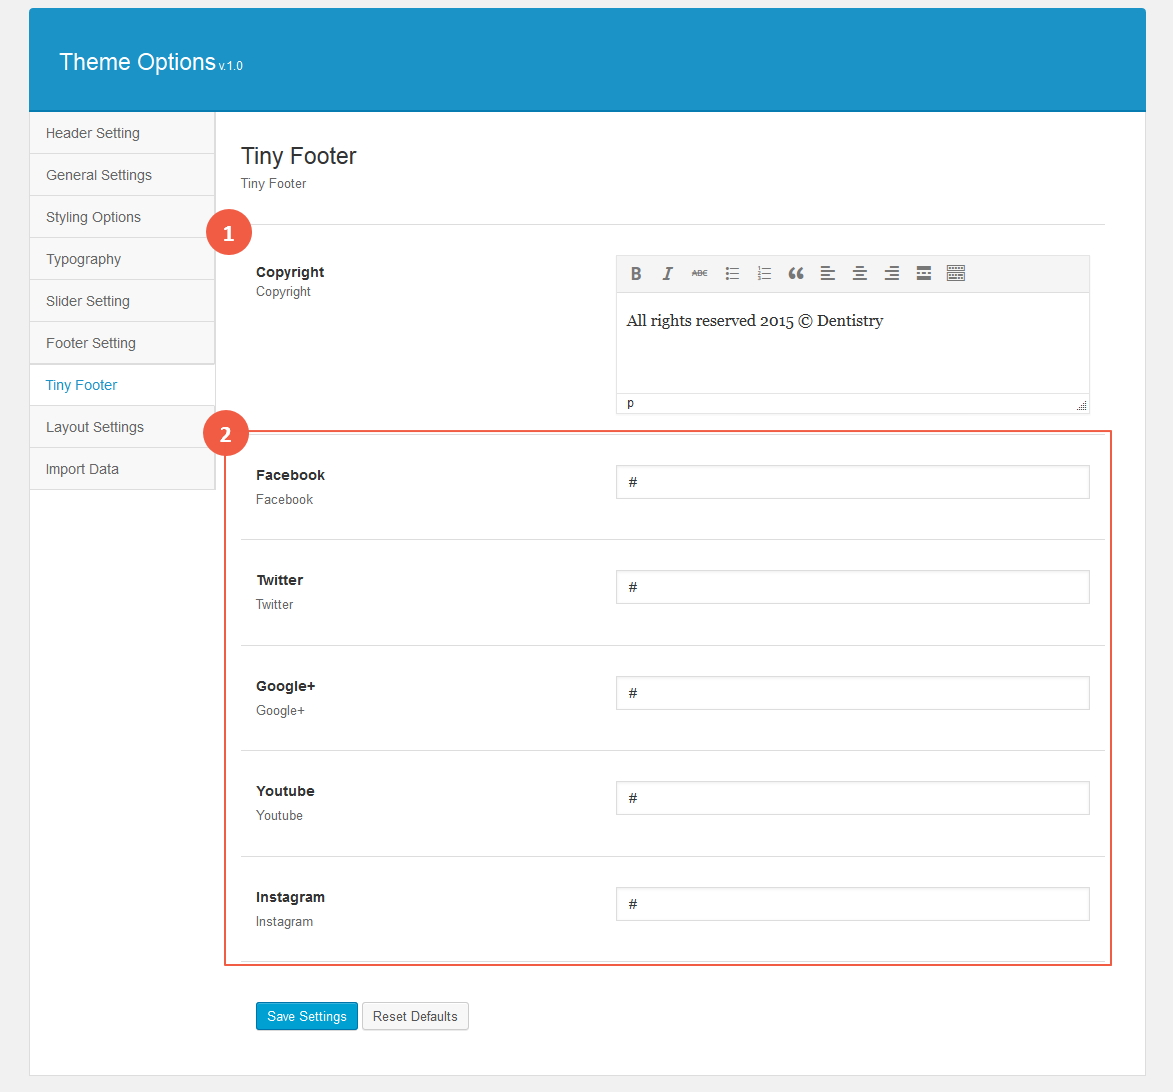 Theme Options v.1.0
Header Setting
General Settings
Styling Options
Typography
Slider Setting
Footer Setting
Tiny Footer
Layout Settings
Import Data
Tiny Footer
Tiny Footer
1
Copyright
Copyright
B I ABC
All rights reserved 2015 © Dentistry
p
2
Facebook
Facebook
#
Twitter
Twitter
#
Google+
Google+
#
Youtube
Youtube
#
Instagram
Instagram
#
Save Settings Reset Defaults